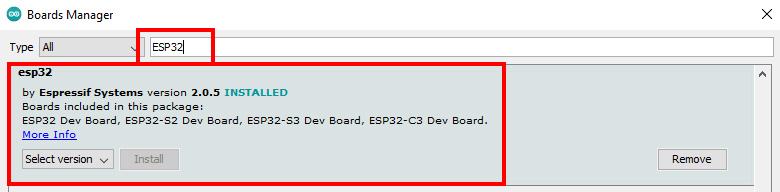 Boards Manager
Type All ESP32
esp32
by Espressif Systems version 2.0.5 INSTALLED
Boards included in this package:
ESP32 Dev Board, ESP32-S2 Dev Board, ESP32-S3 Dev Board, ESP32-C3 Dev Board.
More Info
Select version Install Remove